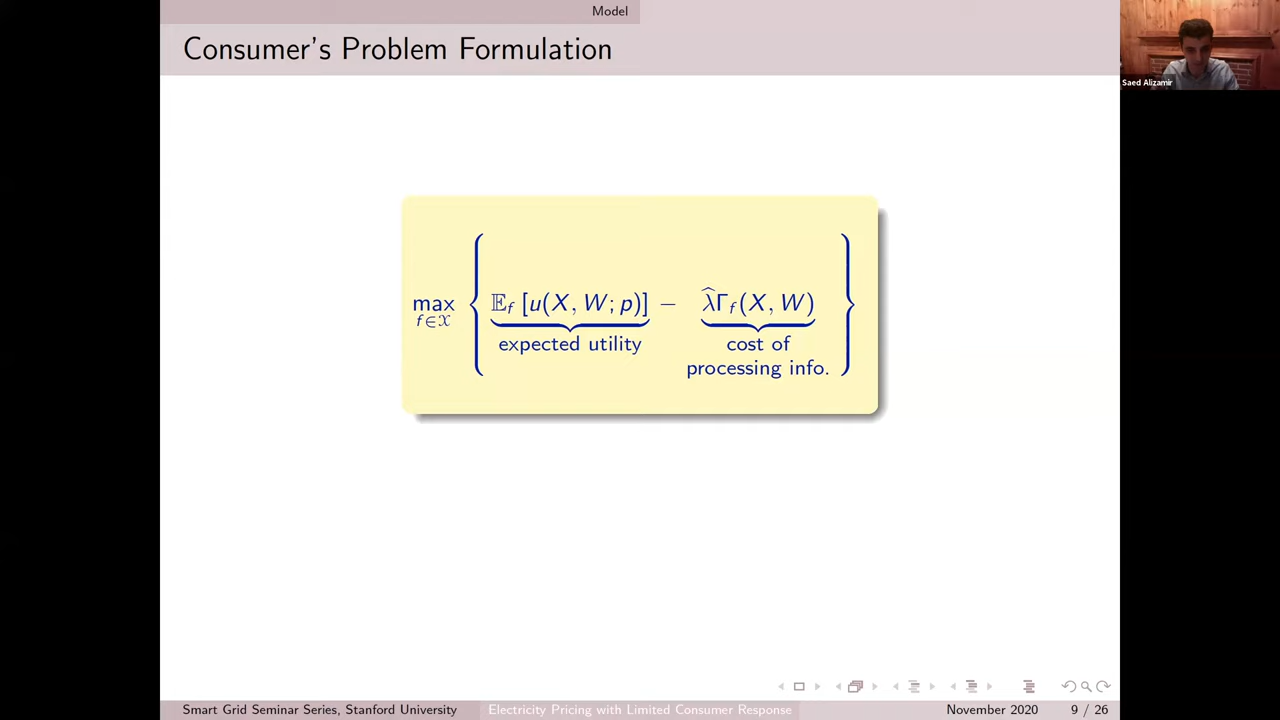 Model
Consumer's Problem Formulation
Saed Alizamir
max_{f∈𝒳} { 𝔼_f [u(X, W; p)] − λ̂Γ_f(X, W) }
expected utility
cost of
processing info.
Smart Grid Seminar Series, Stanford University
Electricity Pricing with Limited Consumer Response
November 2020
9 / 26